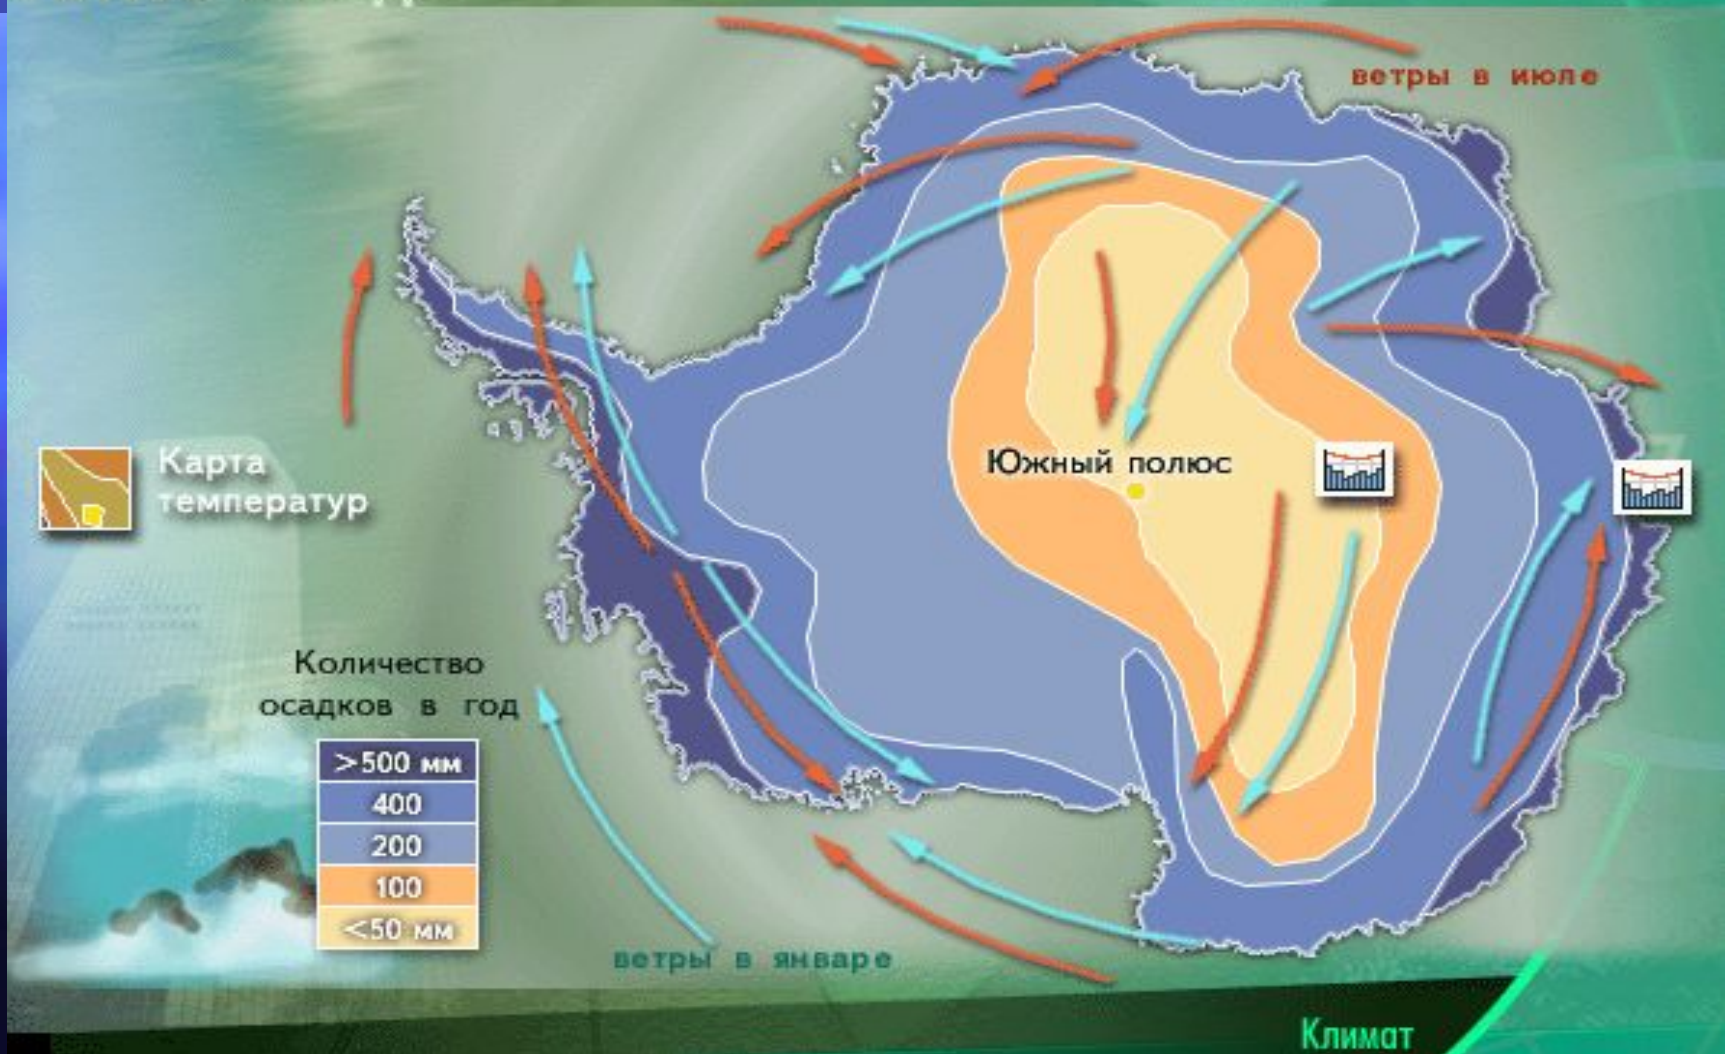 ветры в июле
Южный полюс
Карта
температур
Количество
осадков в год
>500 мм
400
200
100
<50 мм
ветры в январе
Климат